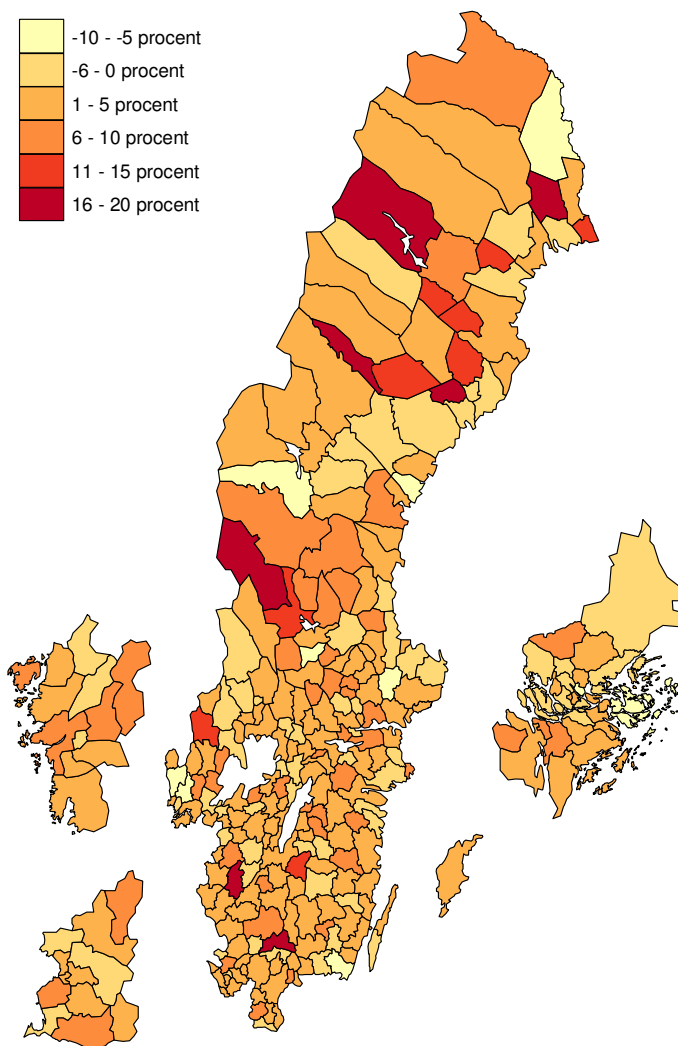 -10 - -5 procent
-6 - 0 procent
1 - 5 procent
6 - 10 procent
11 - 15 procent
16 - 20 procent